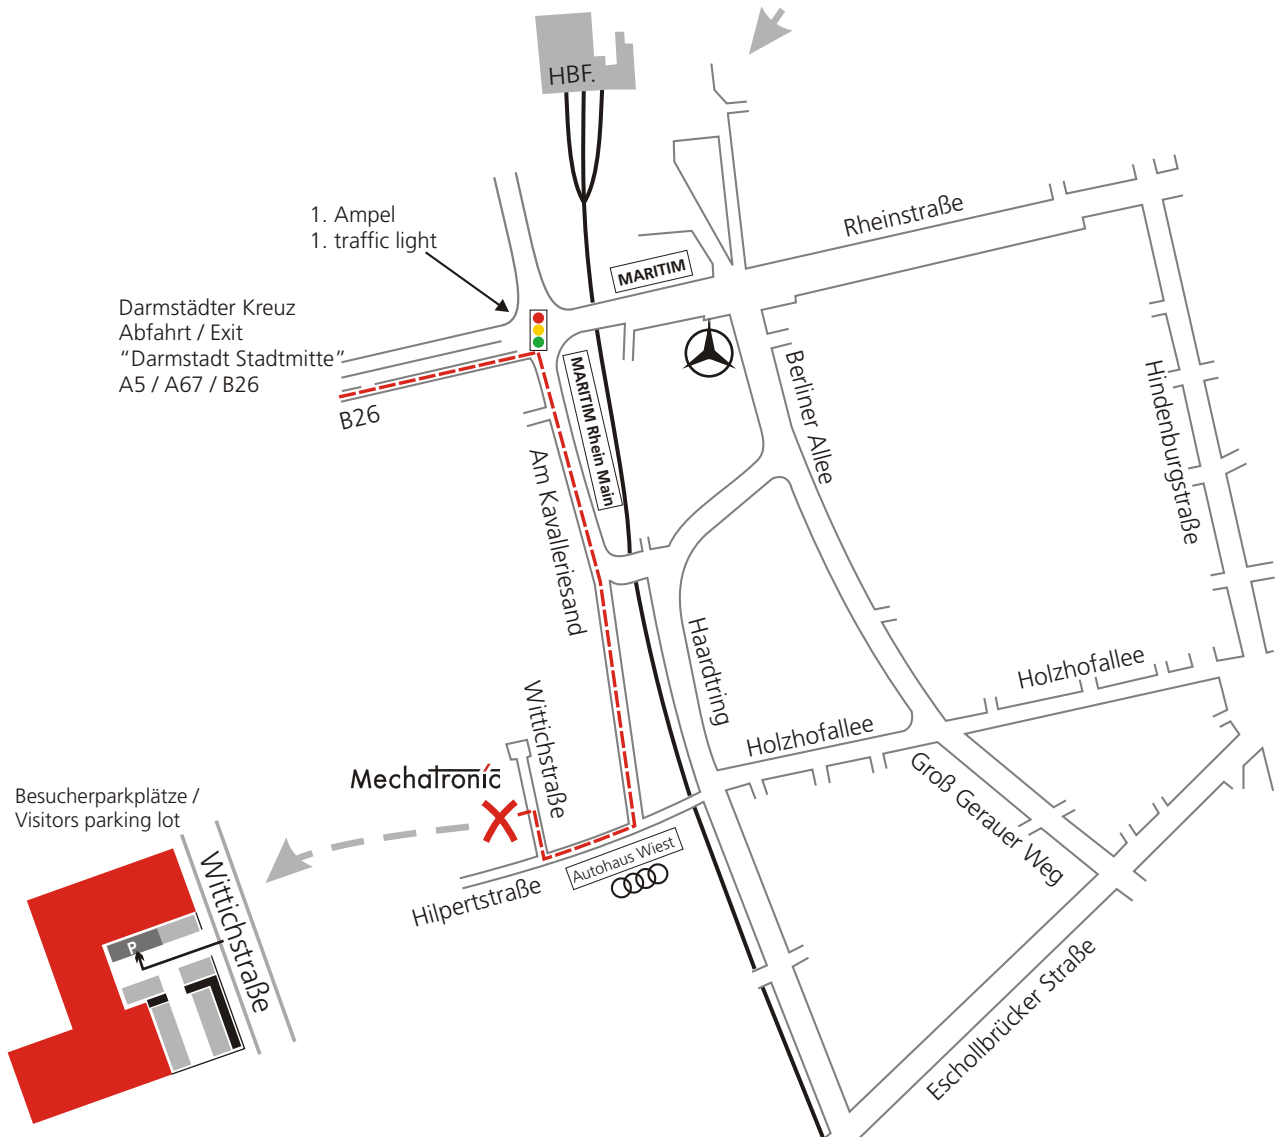 HBF.
1. Ampel
1. traffic light
Rheinstraße
MARITIM
Darmstädter Kreuz
Abfahrt / Exit
“Darmstadt Stadtmitte”
A5 / A67 / B26
B26
MARITIM Rhein Main
Berliner Allee
Hindenburgstraße
Am Kavalleriesand
Haardtring
Holzhofallee
Wittichstraße
Holzhofallee
Mechatronic
Groß Gerauer Weg
Besucherparkplätze /
Visitors parking lot
Autohaus Wiest
Hilpertstraße
Wittichstraße
P
Eschollbrücker Straße